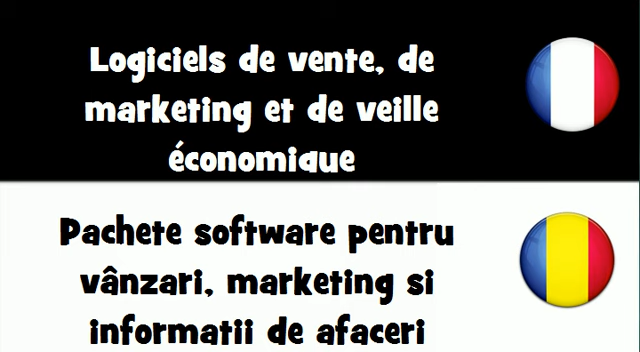 Logiciels de vente, de
marketing et de veille
économique
Pachete software pentru
vânzari, marketing si
informatii de afaceri